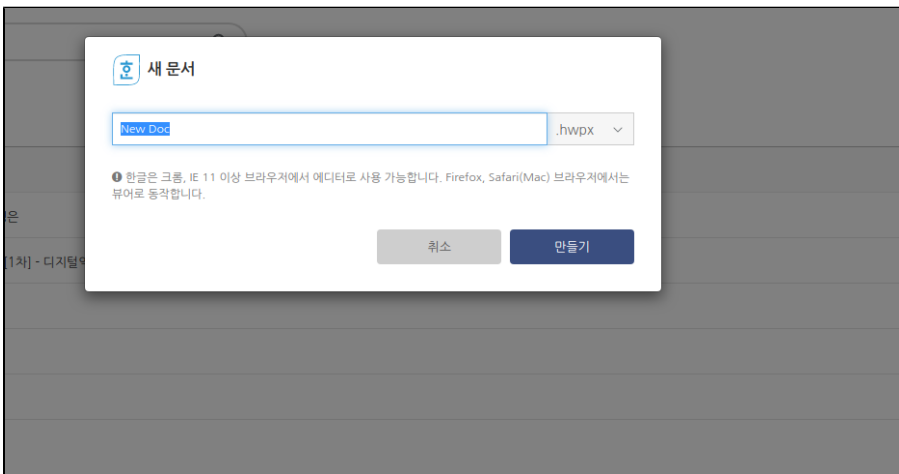 새 문서
New Doc
.hwpx
한글은 크롬, IE 11 이상 브라우저에서 에디터로 사용 가능합니다. Firefox, Safari(Mac) 브라우저에서는
뷰어로 동작합니다.
은
취소
만들기
[1차] - 디지털